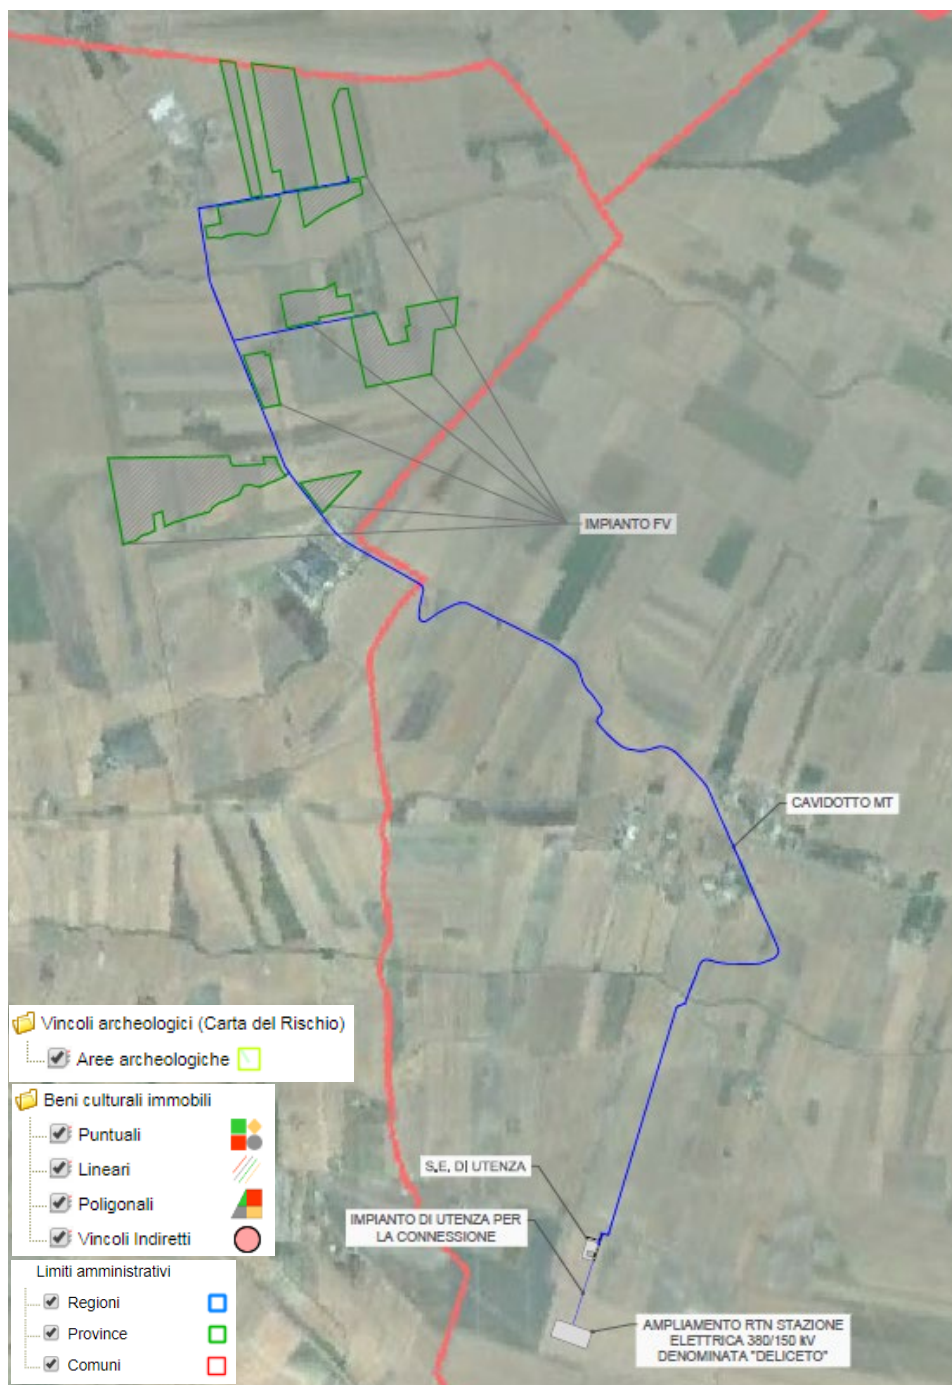 IMPIANTO FV
CAVIDOTTO MT
Vincoli archeologici (Carta del Rischio)
Aree archeologiche
Beni culturali immobili
Puntuali
Lineari
Poligonali
Vincoli Indiretti
Limiti amministrativi
Regioni
Province
Comuni
S.E. DI UTENZA
IMPIANTO DI UTENZA PER
LA CONNESSIONE
AMPLIAMENTO RTN STAZIONE
ELETTRICA 380/150 kV
DENOMINATA "DELICETO"